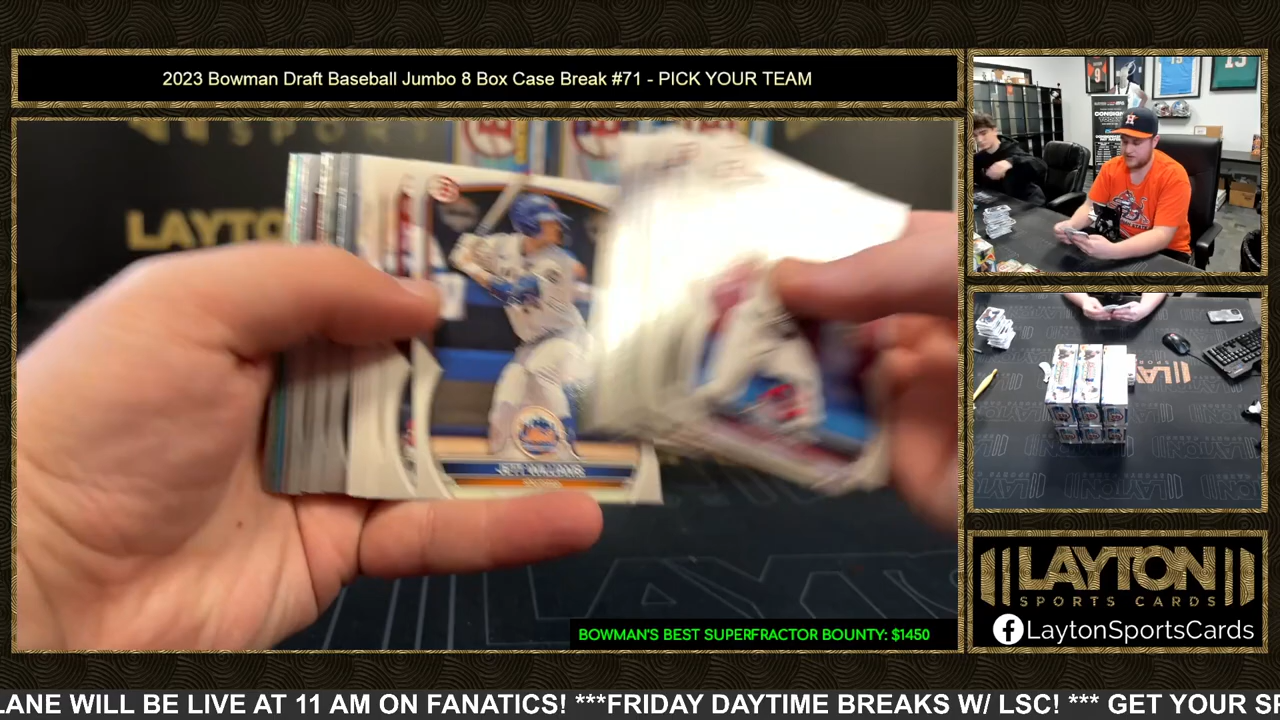 2023 Bowman Draft Baseball Jumbo 8 Box Case Break #71 - PICK YOUR TEAM
LAYTON
BOWMAN'S BEST SUPERFRACTOR BOUNTY: $1450
LAYTON
SPORTS CARDS
LaytonSportsCards
LANE WILL BE LIVE AT 11 AM ON FANATICS! ***FRIDAY DAYTIME BREAKS W/ LSC! *** GET YOUR SP